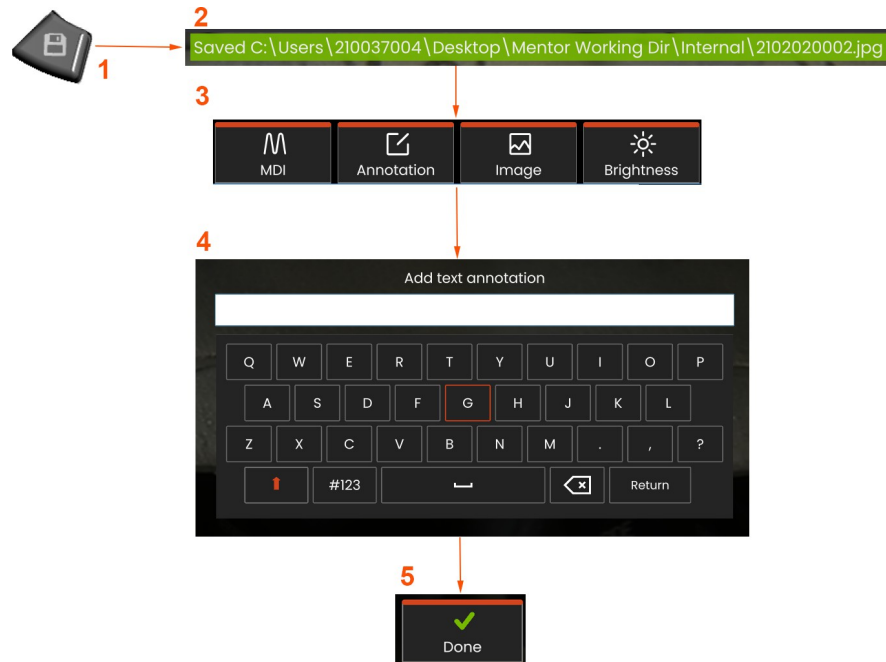 1
2
Saved C:\Users\210037004\Desktop\Mentor Working Dir\Internal\2102020002.jpg
3
MDI Annotation Image Brightness
4
Add text annotation
Q W E R T Y U I O P
A S D F G H J K L
Z X C V B N M . , ?
#123 Return
5
Done